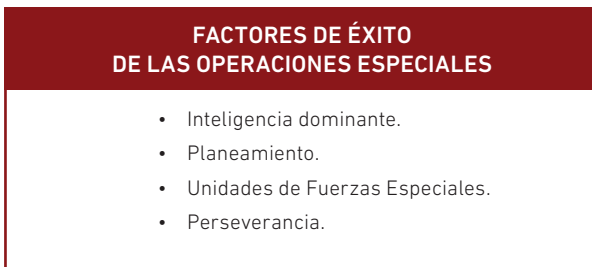 FACTORES DE ÉXITO
DE LAS OPERACIONES ESPECIALES
• Inteligencia dominante.
• Planeamiento.
• Unidades de Fuerzas Especiales.
• Perseverancia.